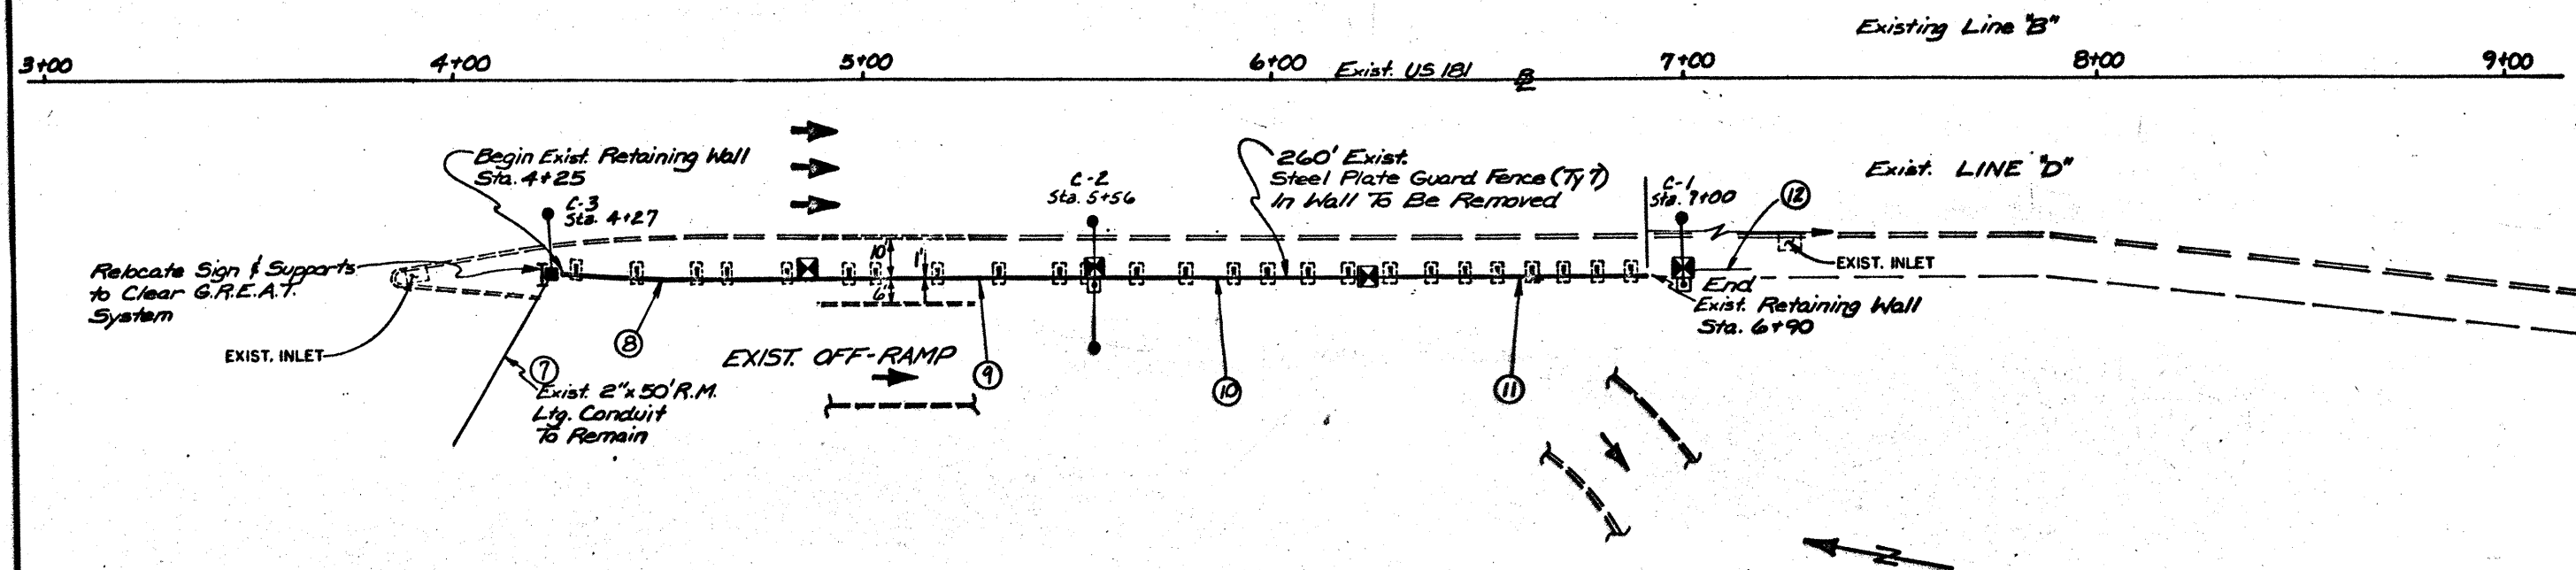 Existing Line "B"
3+00 4+00 5+00 6+00 Exist. US 181 7+00 8+00 9+00
Begin Exist. Retaining Wall
Sta. 4+25
C-3
Sta. 4+27
C-2
Sta. 5+56
260' Exist.
Steel Plate Guard Fence (Ty 7)
In Wall To Be Removed
C-1
Sta. 7+00
12
Exist. LINE "D"
10'
1'
6'
Relocate Sign & Supports
to Clear G.R.E.A.T.
System
EXIST. INLET
EXIST. INLET
End
Exist. Retaining Wall
Sta. 6+90
8
EXIST. OFF-RAMP
9
10
11
7
Exist. 2"x50' R.M.
Ltg. Conduit
To Remain
N